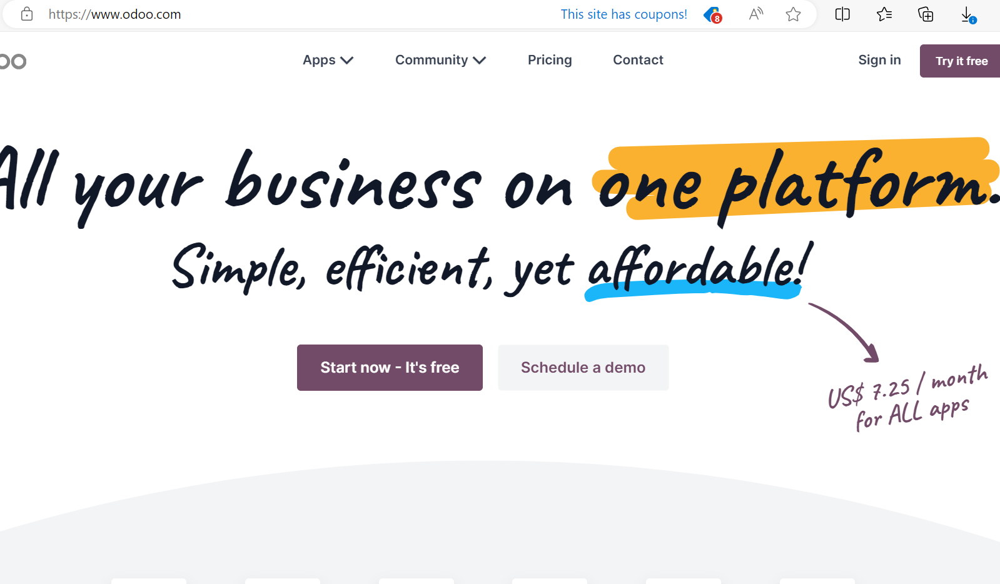 https://www.odoo.com
This site has coupons!
8
Apps
Community
Pricing
Contact
Sign in
Try it free
All your business on one platform.
Simple, efficient, yet affordable!
Start now - It's free
Schedule a demo
US$ 7.25 / month
for ALL apps